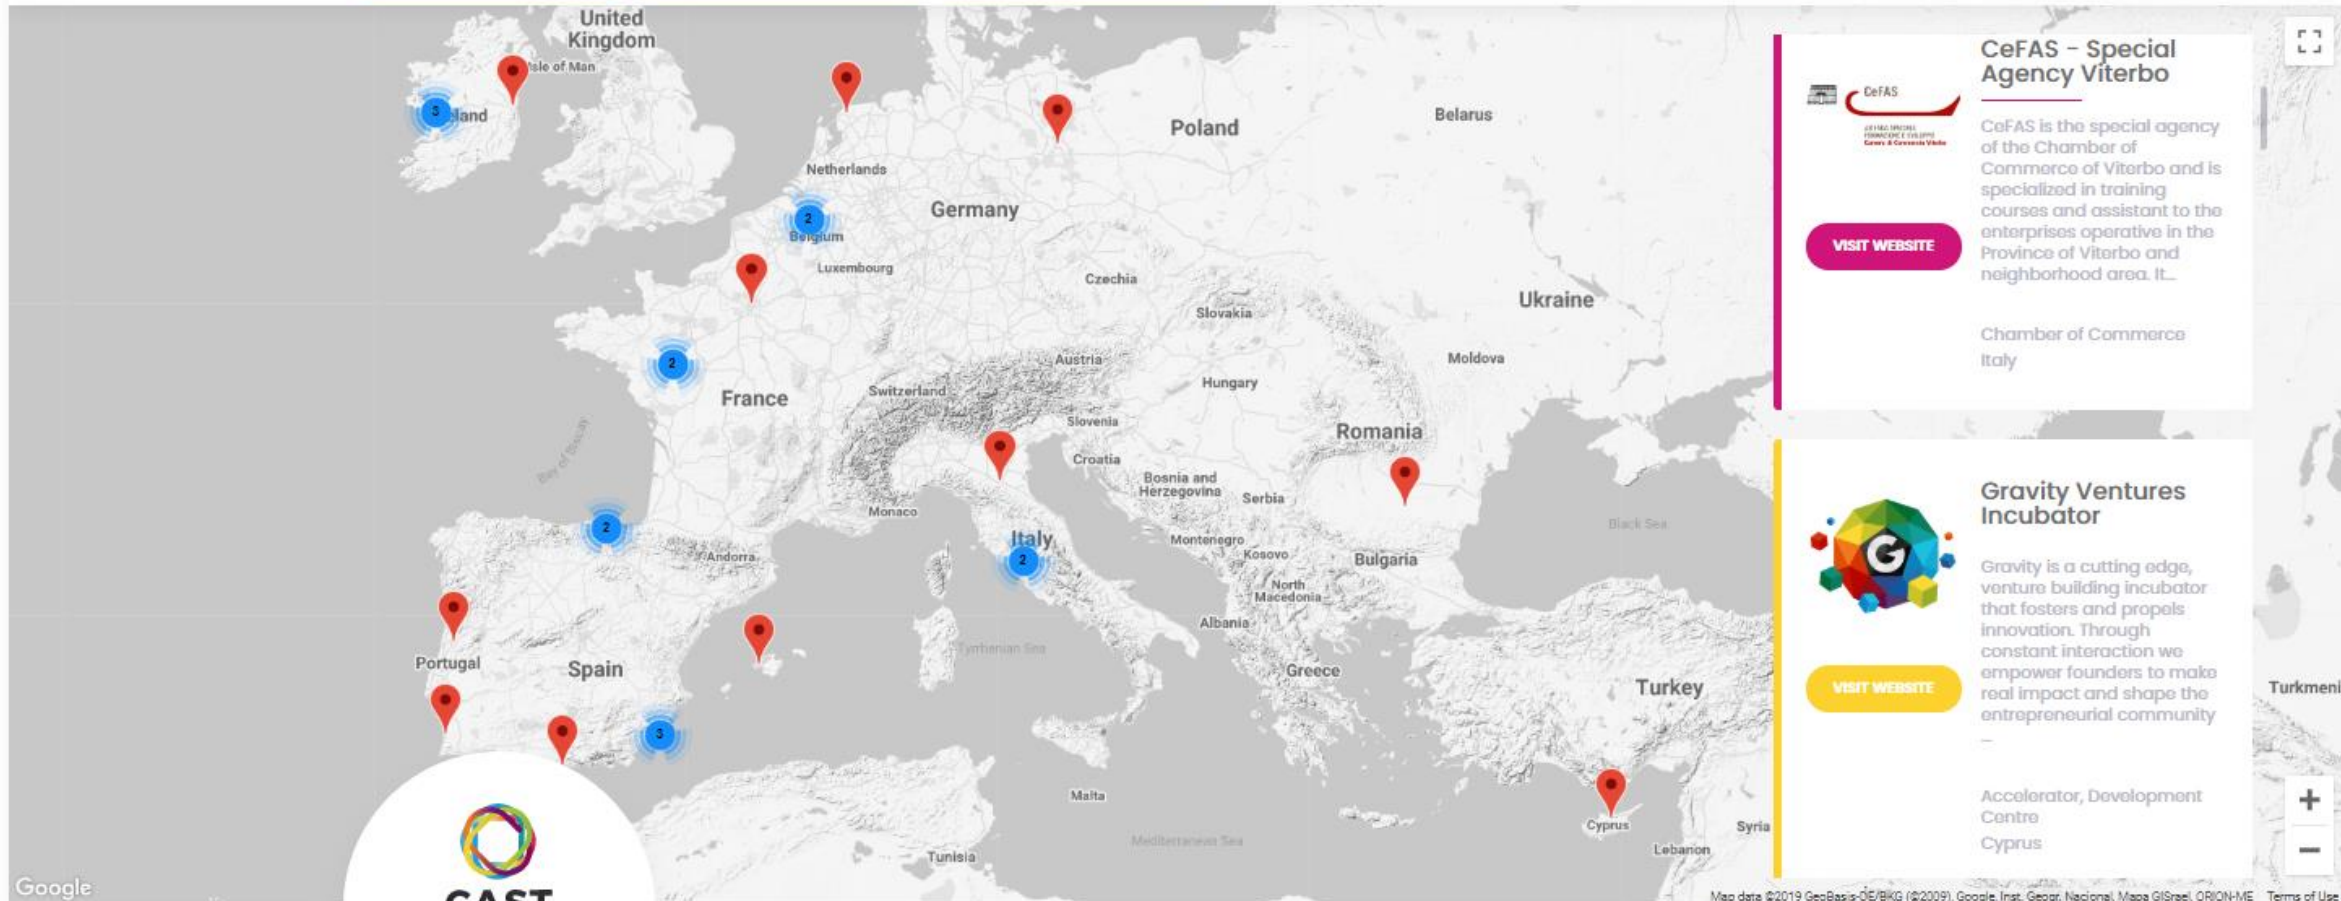 United
Kingdom
Isle of Man
3
land
Netherlands
2
Belgium
Luxembourg
Germany
Poland
Belarus
Czechia
Slovakia
Ukraine
Austria
Moldova
2
France
Switzerland
Hungary
Slovenia
Romania
Croatia
Bay of Biscay
Bosnia and
Herzegovina
Serbia
Monaco
2
Andorra
Italy
2
Montenegro
Kosovo
Bulgaria
Black Sea
North
Macedonia
Albania
Tyrrhenian Sea
Portugal
Spain
Greece
Turkey
3
Malta
Mediterranean Sea
Cyprus
Syria
Tunisia
Lebanon
Turkmeni
CAST
Google
CeFAS
CeFAS - Special
Agency Viterbo
CeFAS is the special agency
of the Chamber of
Commerce of Viterbo and is
specialized in training
courses and assistant to the
enterprises operative in the
Province of Viterbo and
neighborhood area. It...
VISIT WEBSITE
Chamber of Commerce
Italy
G
Gravity Ventures
Incubator
Gravity is a cutting edge,
venture building incubator
that fosters and propels
innovation. Through
constant interaction we
empower founders to make
real impact and shape the
entrepreneurial community
...
VISIT WEBSITE
Accelerator, Development
Centre
Cyprus
+
−
Map data ©2019 GeoBasis-DE/BKG (©2009), Google, Inst. Geogr. Nacional, Mapa GISrael, ORION-ME Terms of Use